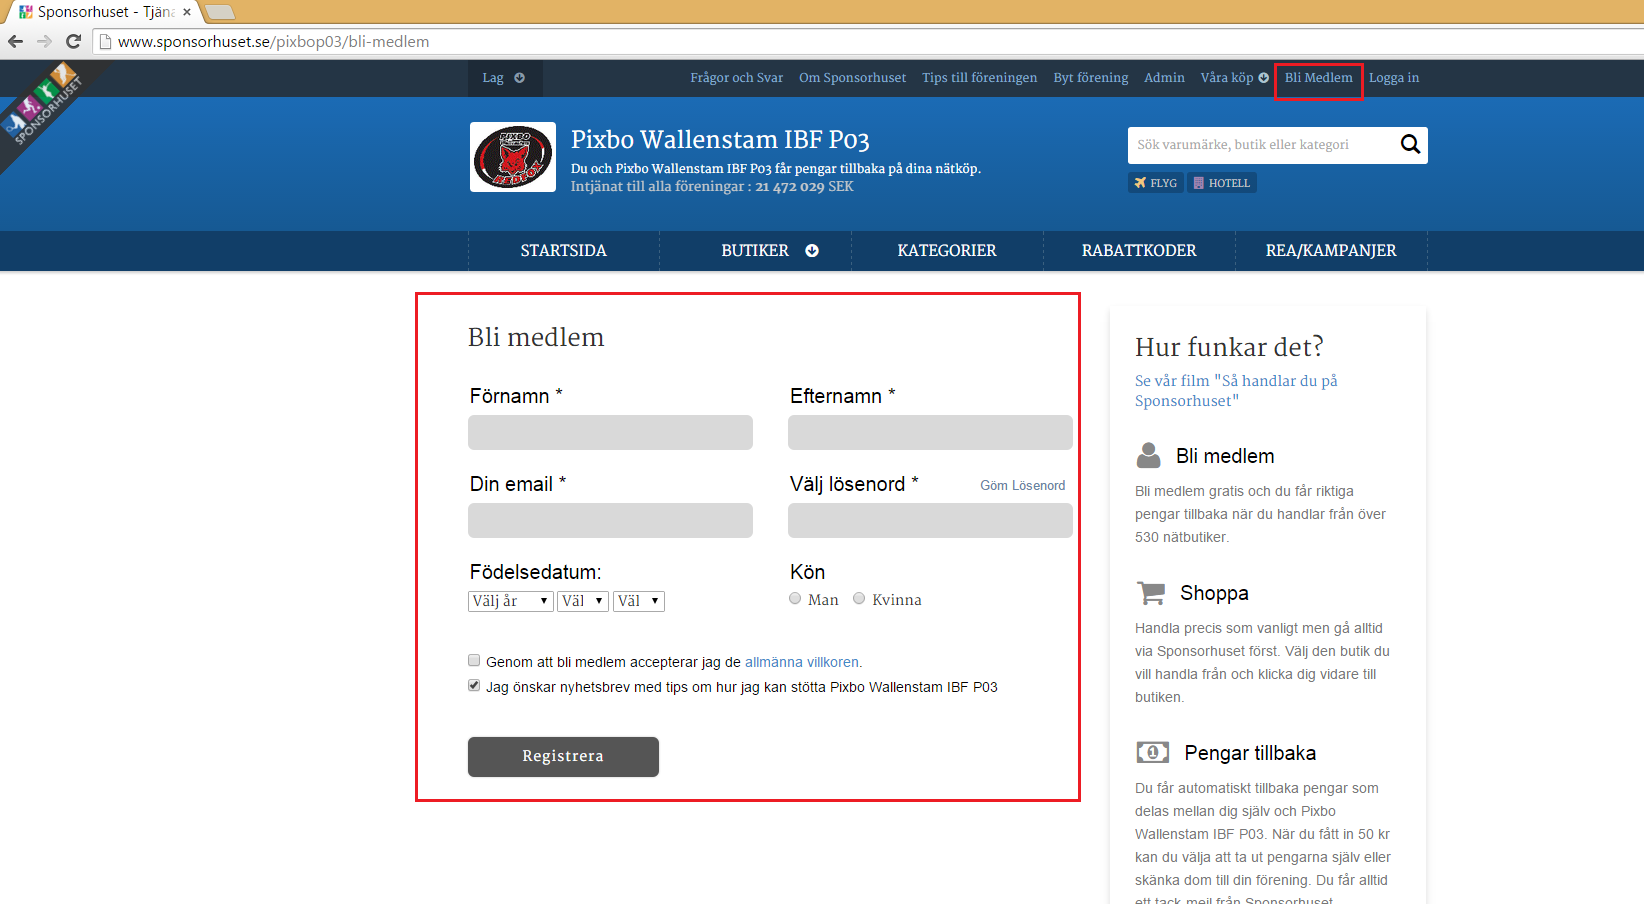 Sponsorhuset - Tjäna
www.sponsorhuset.se/pixbop03/bli-medlem
SPONSORHUSET
Lag
Frågor och Svar Om Sponsorhuset Tips till föreningen Byt förening Admin Våra köp Bli Medlem Logga in
PIXBO
REDFOX
Pixbo Wallenstam IBF P03
Du och Pixbo Wallenstam IBF P03 får pengar tillbaka på dina nätköp.
Intjänat till alla föreningar : 21 472 029 SEK
Sök varumärke, butik eller kategori
FLYG HOTELL
STARTSIDA BUTIKER KATEGORIER RABATTKODER REA/KAMPANJER
Bli medlem
Förnamn * Efternamn *
Din email * Välj lösenord * Göm Lösenord
Födelsedatum: Kön
Välj år Väl Väl Man Kvinna
Genom att bli medlem accepterar jag de allmänna villkoren.
Jag önskar nyhetsbrev med tips om hur jag kan stötta Pixbo Wallenstam IBF P03
Registrera
Hur funkar det?
Se vår film "Så handlar du på
Sponsorhuset"
Bli medlem
Bli medlem gratis och du får riktiga
pengar tillbaka när du handlar från över
530 nätbutiker.
Shoppa
Handla precis som vanligt men gå alltid
via Sponsorhuset först. Välj den butik du
vill handla från och klicka dig vidare till
butiken.
Pengar tillbaka
Du får automatiskt tillbaka pengar som
delas mellan dig själv och Pixbo
Wallenstam IBF P03. När du fått in 50 kr
kan du välja att ta ut pengarna själv eller
skänka dom till din förening. Du får alltid
ett tack-mejl från Sponsorhuset